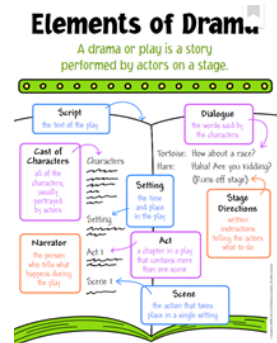 Elements of Drama
A drama or play is a story
performed by actors on a stage.
Script
the text of the play
Dialogue
the words said by
the characters
Cast of
Characters
all of the
characters,
usually
portrayed
by actors
Characters
Tortoise: How about a race?
Hare: Haha! Are you kidding?
(Runs off stage)
Setting
the time
and place
in the play
Stage
Directions
written
instructions
telling the actors
what to do
Setting
Narrator
the person
who tells what
happens during
the play
Act 1
Act
a chapter in a play
that contains more
than one scene
Scene 1
Scene
the action that takes
place in a single setting